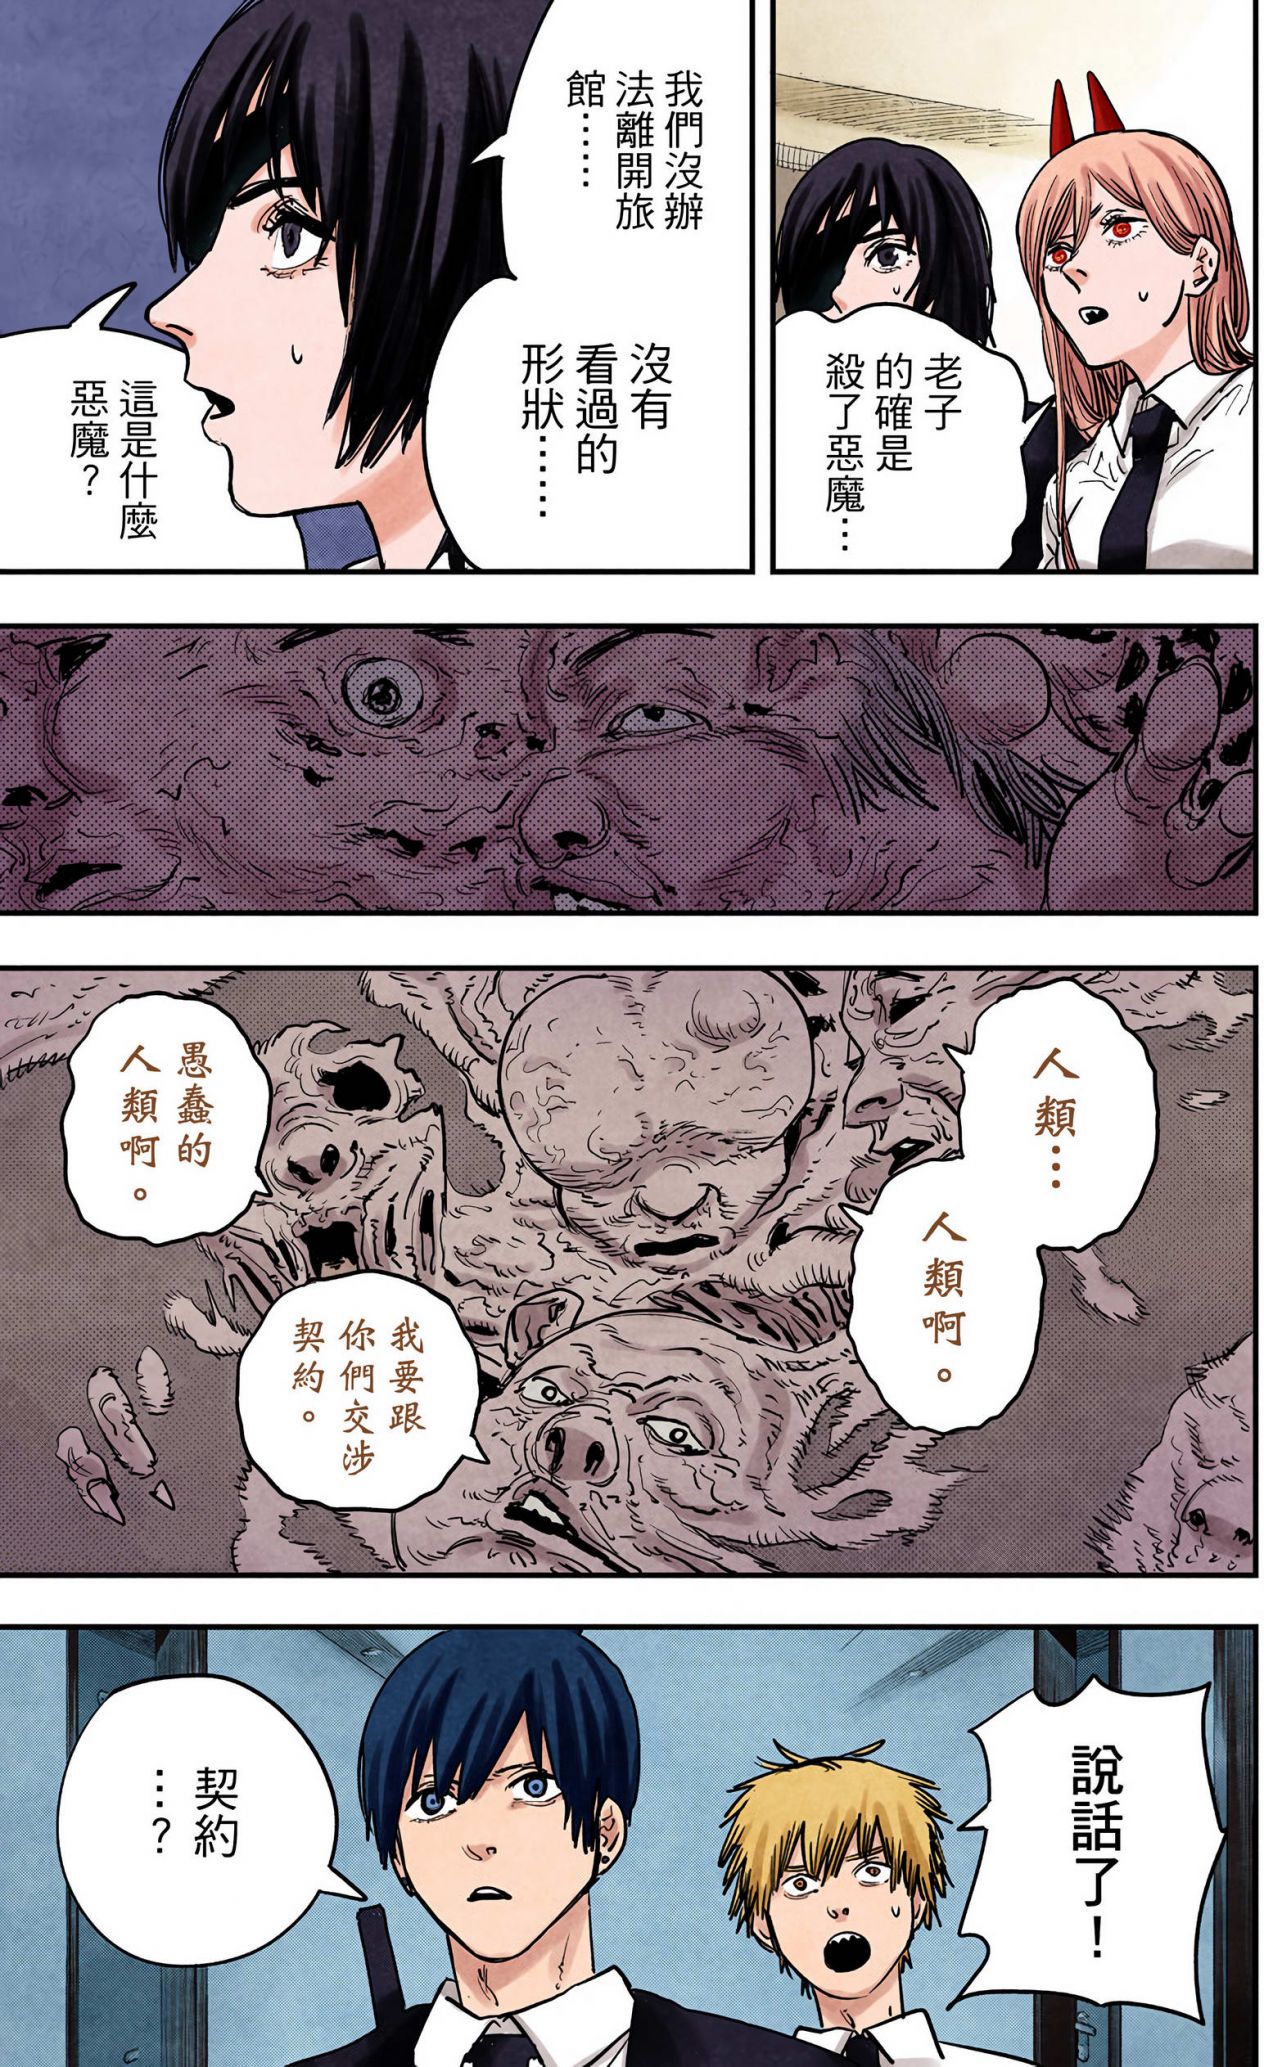 老子
的確是
殺了惡魔…
我們沒辦
法離開旅
館……
沒有
看過的
形狀……
這是什麼
惡魔？
人類…
人類啊。
愚蠢的
人類啊。
我要跟
你們交涉
契約。
說話了！
契約
…？